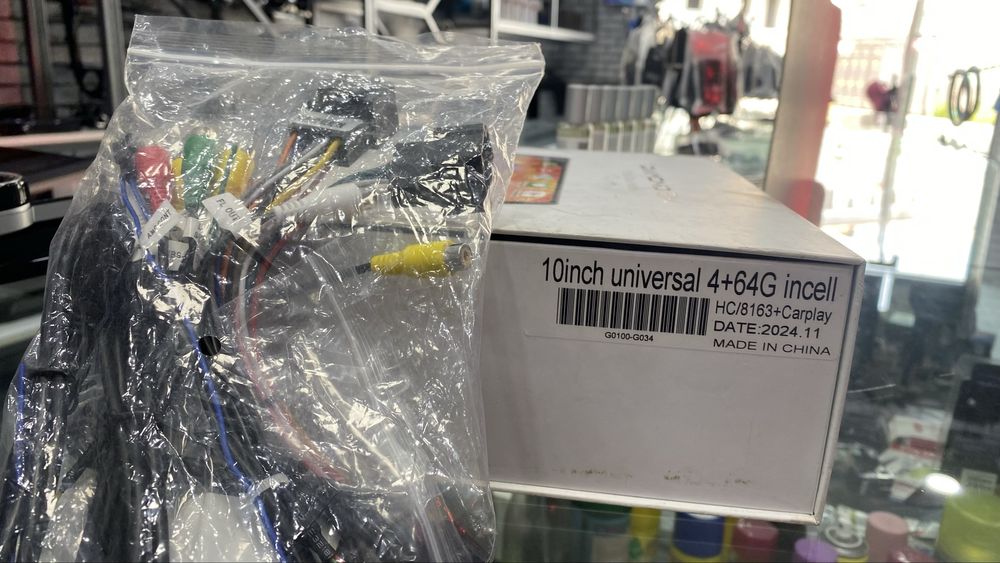 10inch universal 4+64G incell
HC/8163+Carplay
DATE:2024.11
G0100-G034
MADE IN CHINA